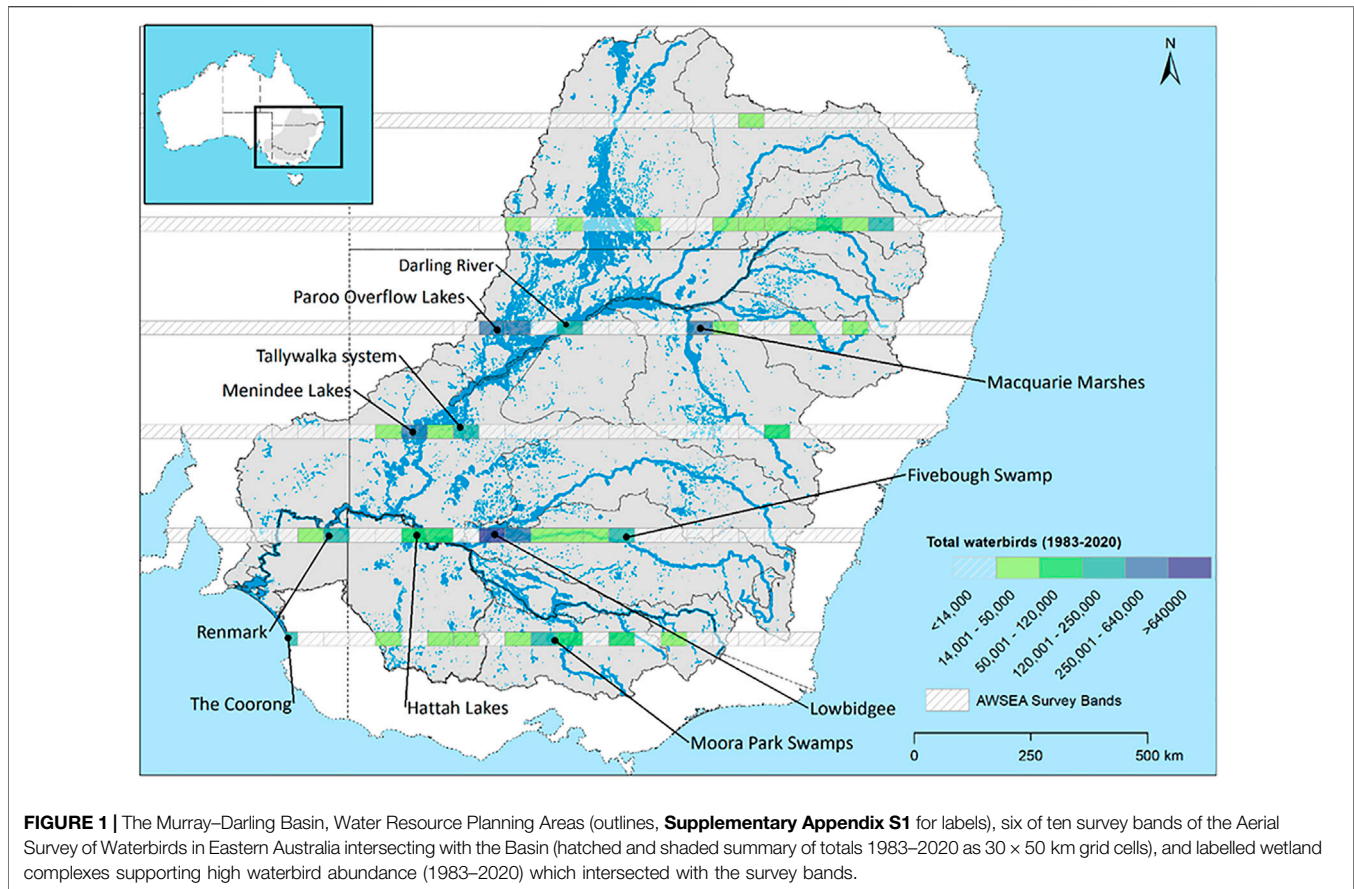 N
Darling River
Paroo Overflow Lakes
Tallywalka system
Menindee Lakes
Macquarie Marshes
Fivebough Swamp
Total waterbirds (1983-2020)
<14,000
14,001 - 50,000
50,001 - 120,000
120,001 - 250,000
250,001 - 640,000
>640000
AWSEA Survey Bands
Renmark
The Coorong
Hattah Lakes
Lowbidgee
Moora Park Swamps
0 250 500 km
FIGURE 1 | The Murray–Darling Basin, Water Resource Planning Areas (outlines, Supplementary Appendix S1 for labels), six of ten survey bands of the Aerial
Survey of Waterbirds in Eastern Australia intersecting with the Basin (hatched and shaded summary of totals 1983–2020 as 30 × 50 km grid cells), and labelled wetland
complexes supporting high waterbird abundance (1983–2020) which intersected with the survey bands.